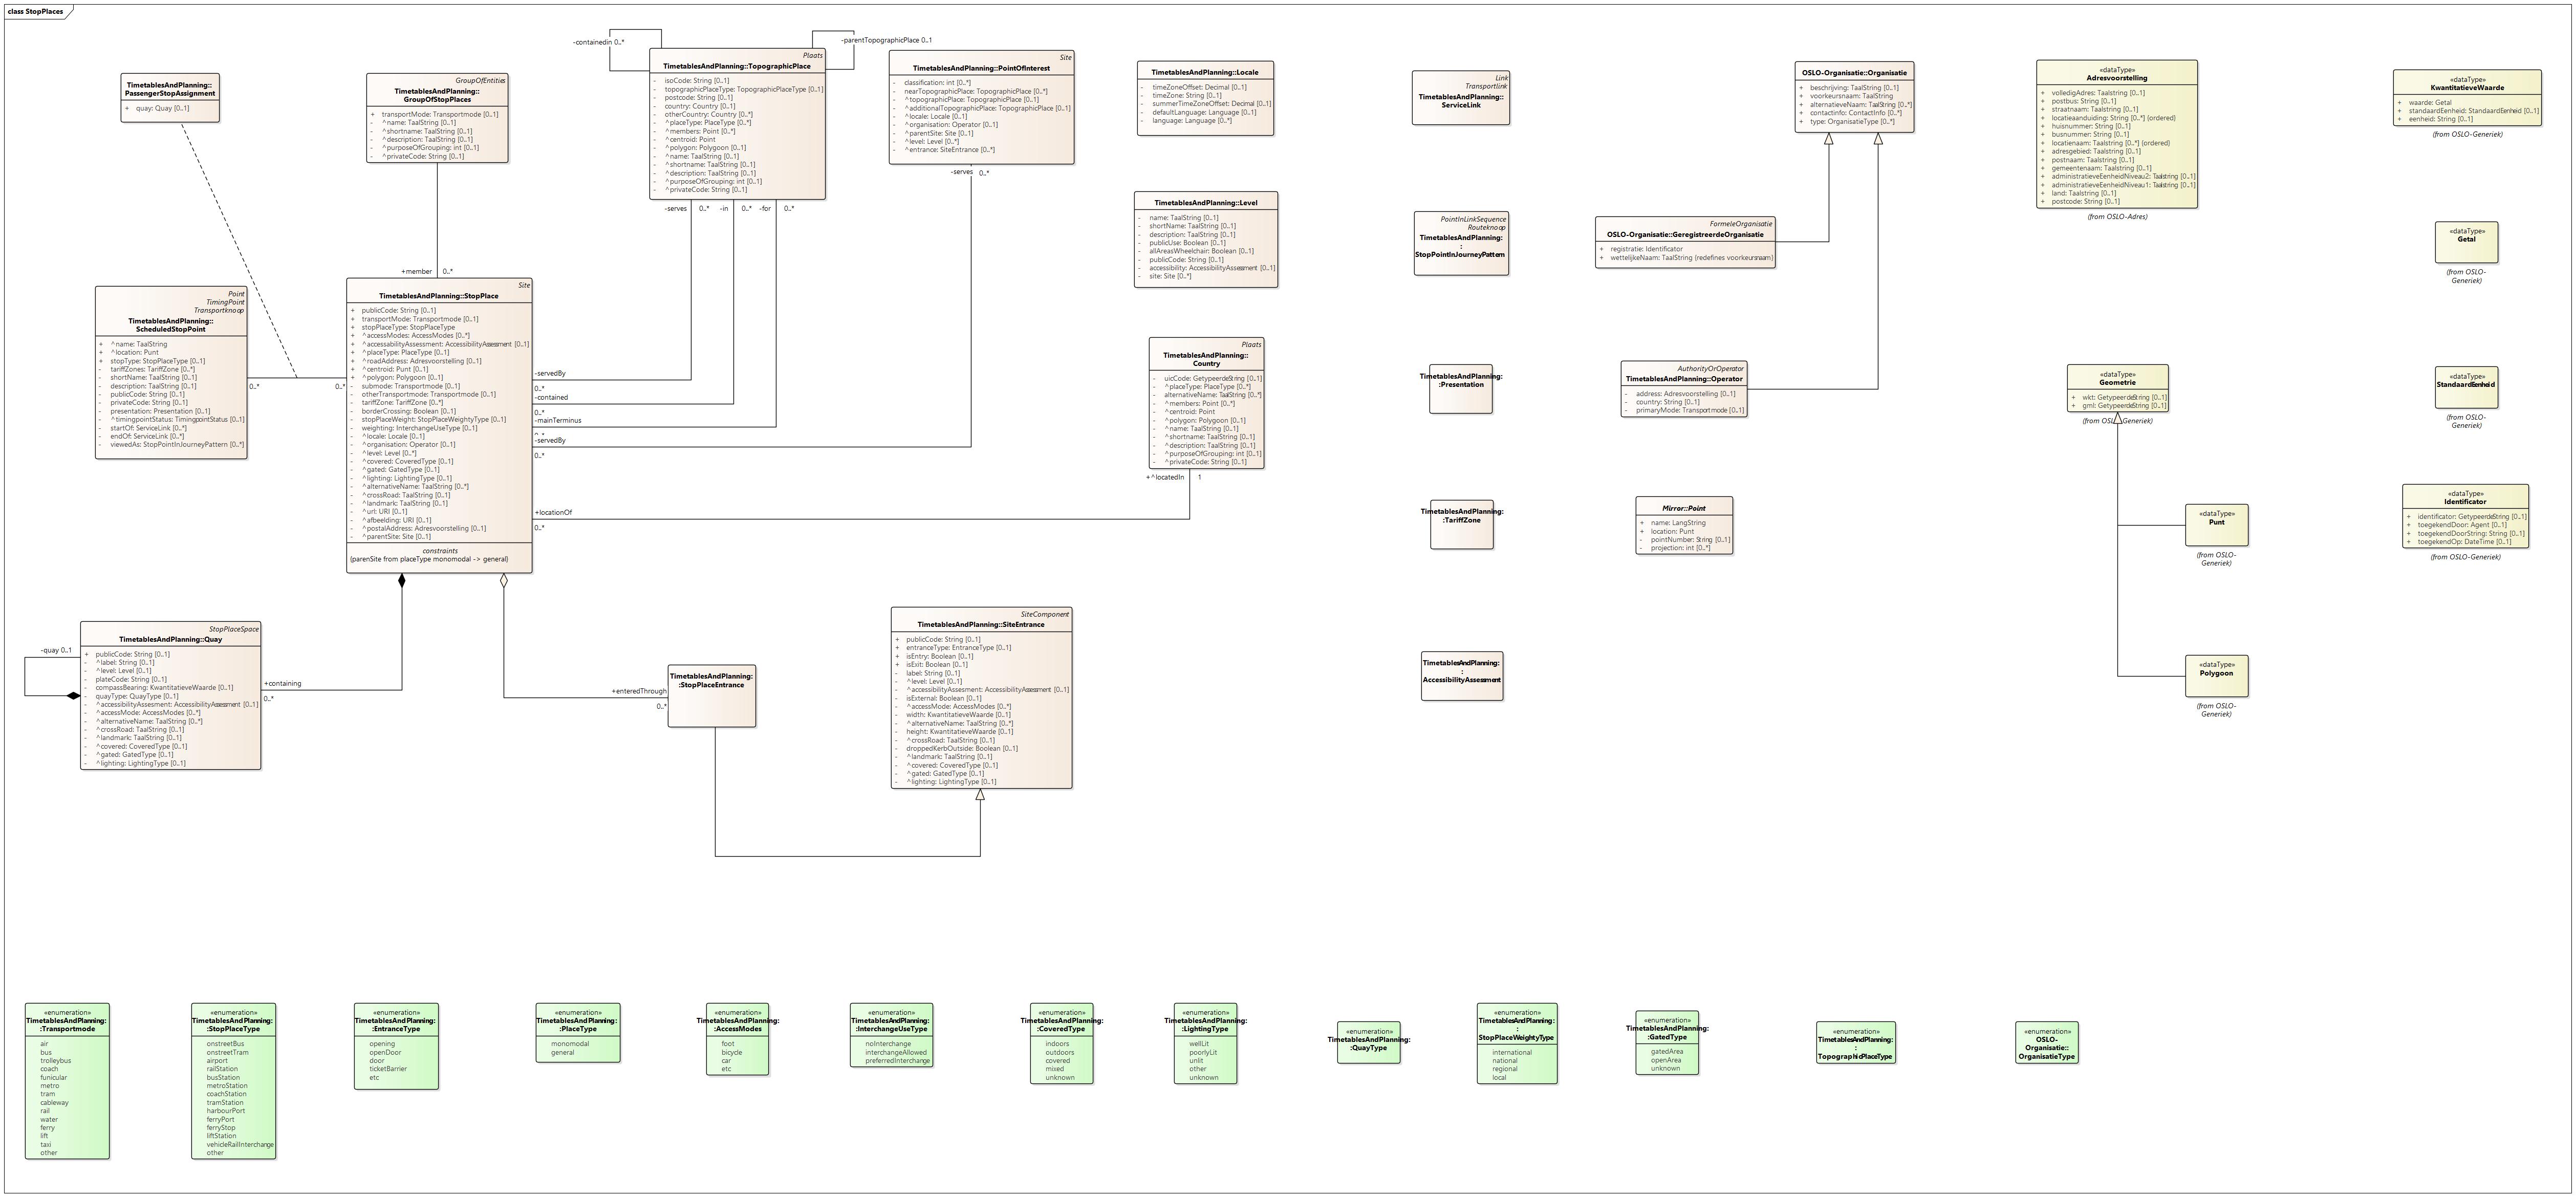 class StopPlaces
TimetablesAndPlanning::
PassengerStopAssignment
+ quay: Quay [0..1]
GroupOfEntities
TimetablesAndPlanning::
GroupOfStopPlaces
+ transportMode: Transportmode [0..1]
- ^name: TaalString [0..1]
- ^shortname: TaalString [0..1]
- ^description: TaalString [0..1]
- ^purposeOfGrouping: int [0..1]
- ^privateCode: String [0..1]
+member 0..*
-containedin 0..*
-parentTopographicPlace 0..1
Plaats
TimetablesAndPlanning::TopographicPlace
- isoCode: String [0..1]
- topographicPlaceType: TopographicPlaceType [0..1]
- postcode: String [0..1]
- country: Country [0..1]
- otherCountry: Country [0..*]
- ^placeType: PlaceType [0..*]
- ^members: Point [0..*]
- ^centroid: Point
- ^polygon: Polygoon [0..1]
- ^name: TaalString [0..1]
- ^shortname: TaalString [0..1]
- ^description: TaalString [0..1]
- ^purposeOfGrouping: int [0..1]
- ^privateCode: String [0..1]
-serves 0..* -in 0..* -for 0..*
Site
TimetablesAndPlanning::PointOfInterest
- classification: int [0..*]
- nearTopographicPlace: TopographicPlace [0..*]
- ^topographicPlace: TopographicPlace [0..1]
- ^additionalTopographicPlace: TopographicPlace [0..1]
- ^locale: Locale [0..1]
- ^organisation: Operator [0..1]
- ^parentSite: Site [0..1]
- ^level: Level [0..*]
- ^entrance: SiteEntrance [0..*]
-serves 0..*
TimetablesAndPlanning::Locale
- timeZoneOffset: Decimal [0..1]
- timeZone: String [0..1]
- summerTimeZoneOffset: Decimal [0..1]
- defaultLanguage: Language [0..1]
- language: Language [0..*]
TimetablesAndPlanning::Level
- name: TaalString [0..1]
- shortName: TaalString [0..1]
- description: TaalString [0..1]
- publicUse: Boolean [0..1]
- allAreasWheelchair: Boolean [0..1]
- publicCode: String [0..1]
- accessibility: AccessibilityAssessment [0..1]
- site: Site [0..*]
Plaats
TimetablesAndPlanning::
Country
- uicCode: GetypeerdeString [0..1]
- ^placeType: PlaceType [0..*]
- alternativeName: TaalString [0..*]
- ^members: Point [0..*]
- ^centroid: Point
- ^polygon: Polygoon [0..1]
- ^name: TaalString [0..1]
- ^shortname: TaalString [0..1]
- ^description: TaalString [0..1]
- ^purposeOfGrouping: int [0..1]
- ^privateCode: String [0..1]
+^locatedIn 1
Link
Transportlink
TimetablesAndPlanning::
ServiceLink
PointInLinkSequence
Routeknoop
TimetablesAndPlanning:
:
StopPointInJourneyPattern
TimetablesAndPlanning:
:Presentation
TimetablesAndPlanning:
:TariffZone
TimetablesAndPlanning:
:
AccessibilityAssessment
OSLO-Organisatie::Organisatie
+ beschrijving: TaalString [0..1]
+ voorkeursnaam: TaalString
+ alternatieveNaam: TaalString [0..*]
+ contactinfo: ContactInfo [0..*]
+ type: OrganisatieType [0..*]
FormeleOrganisatie
OSLO-Organisatie::GeregistreerdeOrganisatie
+ registratie: Identificator
+ wettelijkeNaam: TaalString {redefines voorkeursnaam}
AuthorityOrOperator
TimetablesAndPlanning::Operator
- address: Adresvoorstelling [0..1]
- country: String [0..1]
- primaryMode: Transportmode [0..1]
Mirror::Point
+ name: LangString
+ location: Punt
- pointNumber: String [0..1]
- projection: int [0..*]
«dataType»
Adresvoorstelling
+ volledigAdres: Taalstring [0..1]
+ postbus: String [0..1]
+ straatnaam: Taalstring [0..1]
+ locatieaanduiding: String [0..*] {ordered}
+ huisnummer: String [0..1]
+ busnummer: String [0..1]
+ locatienaam: Taalstring [0..*] {ordered}
+ adresgebied: Taalstring [0..1]
+ postnaam: Taalstring [0..1]
+ gemeentenaam: Taalstring [0..1]
+ administratieveEenheidNiveau2: Taalstring [0..1]
+ administratieveEenheidNiveau1: Taalstring [0..1]
+ land: Taalstring [0..1]
+ postcode: String [0..1]
(from OSLO-Adres)
«dataType»
Geometrie
+ wkt: GetypeerdeString [0..1]
+ gml: GetypeerdeString [0..1]
(from OSLO-Generiek)
«dataType»
Punt
(from OSLO-
Generiek)
«dataType»
Polygoon
(from OSLO-
Generiek)
«dataType»
KwantitatieveWaarde
+ waarde: Getal
+ standaardEenheid: StandaardEenheid [0..1]
+ eenheid: String [0..1]
(from OSLO-Generiek)
«dataType»
Getal
(from OSLO-
Generiek)
«dataType»
StandaardEenheid
(from OSLO-
Generiek)
«dataType»
Identificator
+ identificator: GetypeerdeString [0..1]
+ toegekendDoor: Agent [0..1]
+ toegekendDoorString: String [0..1]
+ toegekendOp: DateTime [0..1]
(from OSLO-Generiek)
Point
TimingPoint
Transportknoop
TimetablesAndPlanning::
ScheduledStopPoint
+ ^name: TaalString
+ ^location: Punt
+ stopType: StopPlaceType [0..1]
- tariffZones: TariffZone [0..*]
- shortName: TaalString [0..1]
- description: TaalString [0..1]
- publicCode: String [0..1]
- privateCode: String [0..1]
- presentation: Presentation [0..1]
- ^timingpointStatus: TimingpointStatus [0..1]
- startOf: ServiceLink [0..*]
- endOf: ServiceLink [0..*]
- viewedAs: StopPointInJourneyPattern [0..*]
0..* 0..*
Site
TimetablesAndPlanning::StopPlace
+ publicCode: String [0..1]
+ transportMode: Transportmode [0..1]
+ stopPlaceType: StopPlaceType
+ ^accessModes: AccessModes [0..*]
+ ^accessabilityAssessment: AccessibilityAssessment [0..1]
+ ^placeType: PlaceType [0..1]
+ ^roadAddress: Adresvoorstelling [0..1]
+ ^centroid: Punt [0..1]
+ ^polygon: Polygoon [0..1]
- submode: Transportmode [0..1]
- otherTransportmode: Transportmode [0..1]
- tariffZone: TariffZone [0..*]
- borderCrossing: Boolean [0..1]
- stopPlaceWeight: StopPlaceWeightyType [0..1]
- weighting: InterchangeUseType [0..1]
- ^locale: Locale [0..1]
- ^organisation: Operator [0..1]
- ^level: Level [0..*]
- ^covered: CoveredType [0..1]
- ^gated: GatedType [0..1]
- ^lighting: LightingType [0..1]
- ^alternativeName: TaalString [0..*]
- ^crossRoad: TaalString [0..1]
- ^landmark: TaalString [0..1]
- ^url: URI [0..1]
- ^afbeelding: URI [0..1]
- ^postalAddress: Adresvoorstelling [0..1]
- ^parentSite: Site [0..1]
constraints
{parenSite from placeType monomodal -> general}
-servedBy
0..*
-contained
0..*
-mainTerminus
0..*
-servedBy
0..*
+locationOf
0..*
StopPlaceSpace
TimetablesAndPlanning::Quay
+ publicCode: String [0..1]
- ^label: String [0..1]
- ^level: Level [0..1]
- plateCode: String [0..1]
- compassBearing: KwantitatieveWaarde [0..1]
- quayType: QuayType [0..1]
- ^accessibilityAssesment: AccessibilityAssessment [0..1]
- ^accessMode: AccessModes [0..*]
- ^alternativeName: TaalString [0..*]
- ^crossRoad: TaalString [0..1]
- ^landmark: TaalString [0..1]
- ^covered: CoveredType [0..1]
- ^gated: GatedType [0..1]
- ^lighting: LightingType [0..1]
-quay 0..1
+containing
0..*
+enteredThrough
0..*
TimetablesAndPlanning:
:StopPlaceEntrance
SiteComponent
TimetablesAndPlanning::SiteEntrance
+ publicCode: String [0..1]
+ entranceType: EntranceType [0..1]
+ isEntry: Boolean [0..1]
+ isExit: Boolean [0..1]
- label: String [0..1]
- ^level: Level [0..1]
- ^accessibilityAssesment: AccessibilityAssessment [0..1]
- isExternal: Boolean [0..1]
- ^accessMode: AccessModes [0..*]
- width: KwantitatieveWaarde [0..1]
- ^alternativeName: TaalString [0..*]
- height: KwantitatieveWaarde [0..1]
- ^crossRoad: TaalString [0..1]
- droppedKerbOutside: Boolean [0..1]
- ^landmark: TaalString [0..1]
- ^covered: CoveredType [0..1]
- ^gated: GatedType [0..1]
- ^lighting: LightingType [0..1]
«enumeration»
TimetablesAndPlanning:
:Transportmode
air
bus
trolleybus
coach
funicular
metro
tram
cableway
rail
water
ferry
lift
taxi
other
«enumeration»
TimetablesAndPlanning:
:StopPlaceType
onstreetBus
onstreetTram
airport
railStation
busStation
metroStation
coachStation
tramStation
harbourPort
ferryPort
ferryStop
liftStation
vehicleRailInterchange
other
«enumeration»
TimetablesAndPlanning:
:EntranceType
opening
openDoor
door
ticketBarrier
etc
«enumeration»
TimetablesAndPlanning:
:PlaceType
monomodal
general
«enumeration»
TimetablesAndPlanning:
:AccessModes
foot
bicycle
car
etc
«enumeration»
TimetablesAndPlanning:
:InterchangeUseType
noInterchange
interchangeAllowed
preferredInterchange
«enumeration»
TimetablesAndPlanning:
:CoveredType
indoors
outdoors
covered
mixed
unknown
«enumeration»
TimetablesAndPlanning:
:LightingType
wellLit
poorlyLit
unlit
other
unknown
«enumeration»
TimetablesAndPlanning:
:QuayType
«enumeration»
TimetablesAndPlanning:
:
StopPlaceWeightyType
international
national
regional
local
«enumeration»
TimetablesAndPlanning:
:GatedType
gatedArea
openArea
unknown
«enumeration»
TimetablesAndPlanning:
:
TopographicPlaceType
«enumeration»
OSLO-
Organisatie::
OrganisatieType